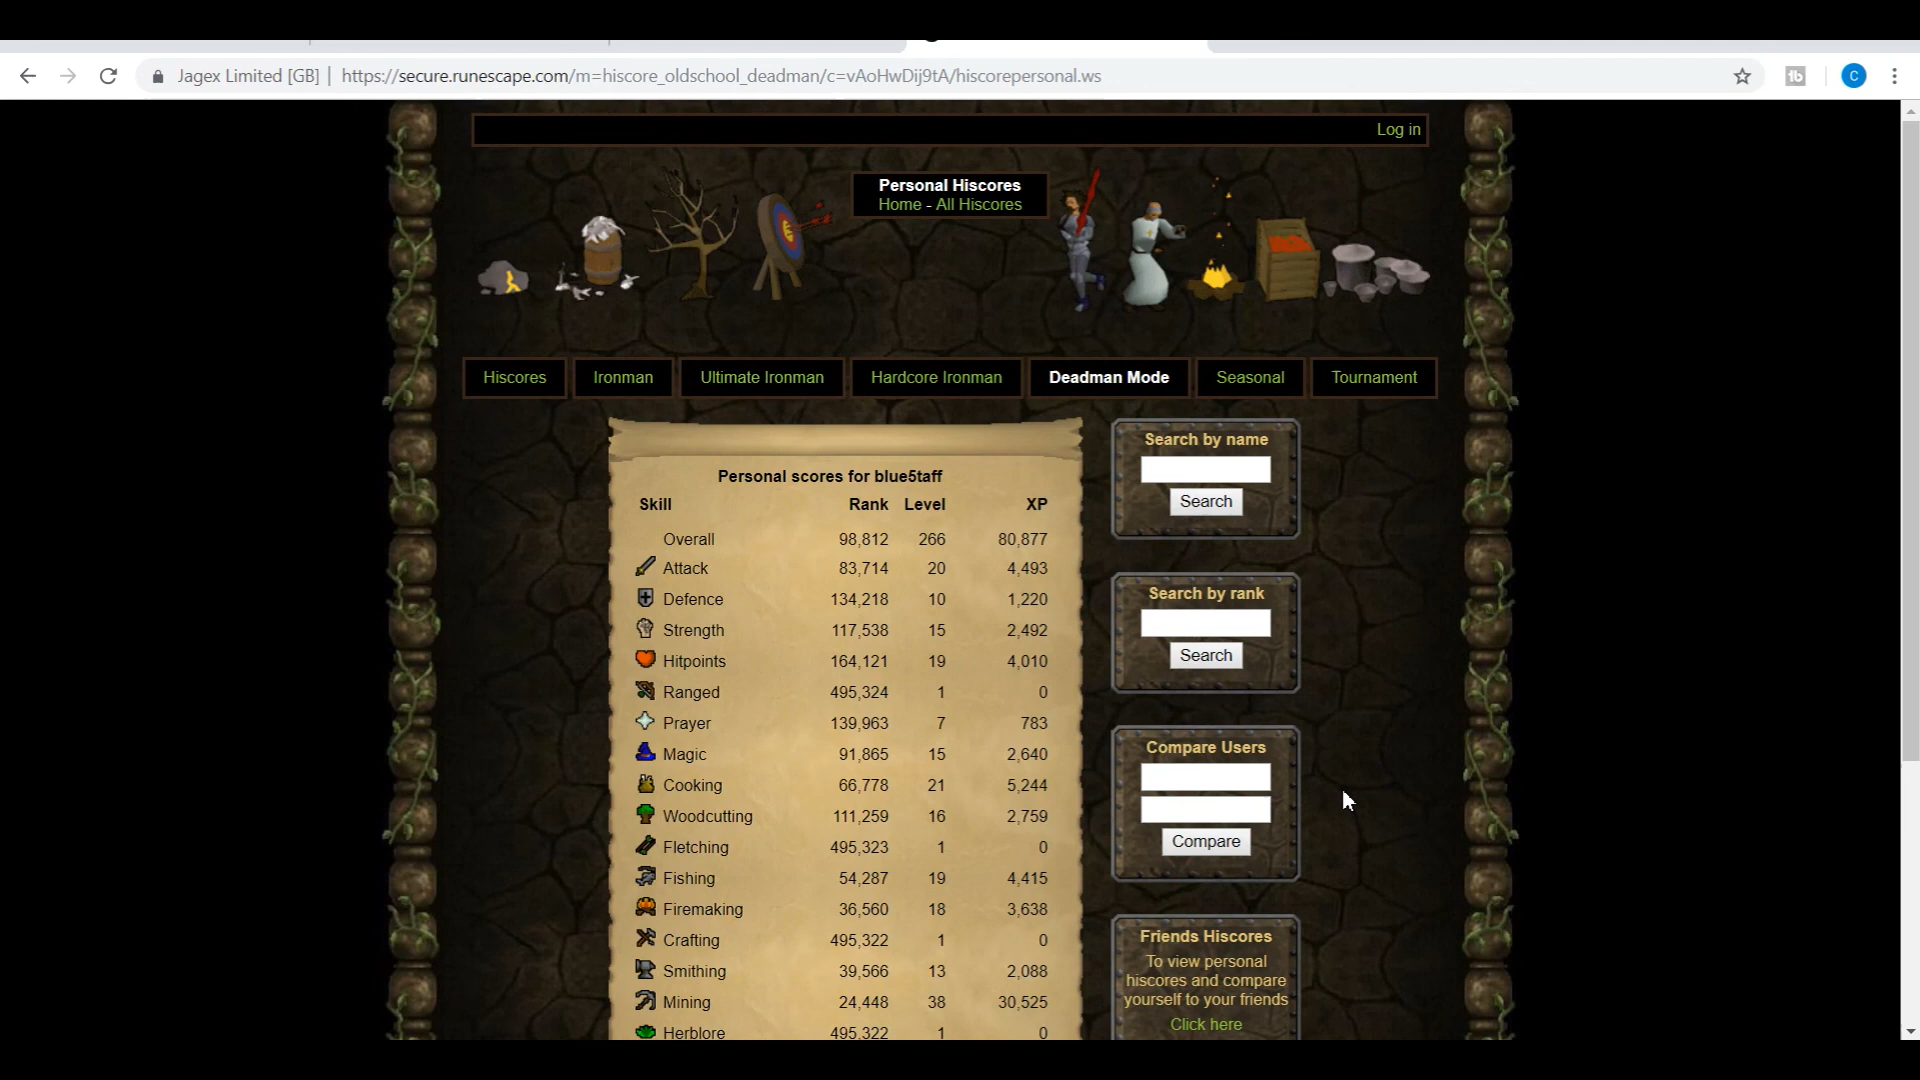 Jagex Limited [GB] | https://secure.runescape.com/m=hiscore_oldschool_deadman/c=vAoHwDij9tA/hiscorepersonal.ws
C
Log in
Personal Hiscores
Home - All Hiscores
Hiscores Ironman Ultimate Ironman Hardcore Ironman Deadman Mode Seasonal Tournament
Personal scores for blue5taff
Skill Rank Level XP
Overall 98,812 266 80,877
Attack 83,714 20 4,493
Defence 134,218 10 1,220
Strength 117,538 15 2,492
Hitpoints 164,121 19 4,010
Ranged 495,324 1 0
Prayer 139,963 7 783
Magic 91,865 15 2,640
Cooking 66,778 21 5,244
Woodcutting 111,259 16 2,759
Fletching 495,323 1 0
Fishing 54,287 19 4,415
Firemaking 36,560 18 3,638
Crafting 495,322 1 0
Smithing 39,566 13 2,088
Mining 24,448 38 30,525
Herblore 495,322 1 0
Search by name
Search
Search by rank
Search
Compare Users
Compare
Friends Hiscores
To view personal
hiscores and compare
yourself to your friends
Click here